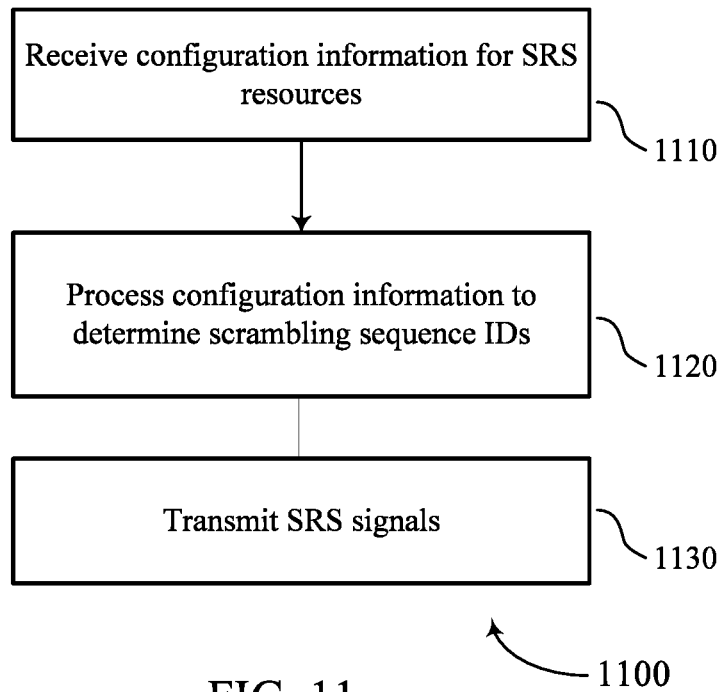 Receive configuration information for SRS
resources
1110
Process configuration information to
determine scrambling sequence IDs
1120
Transmit SRS signals
1130
1100
FIG. 11